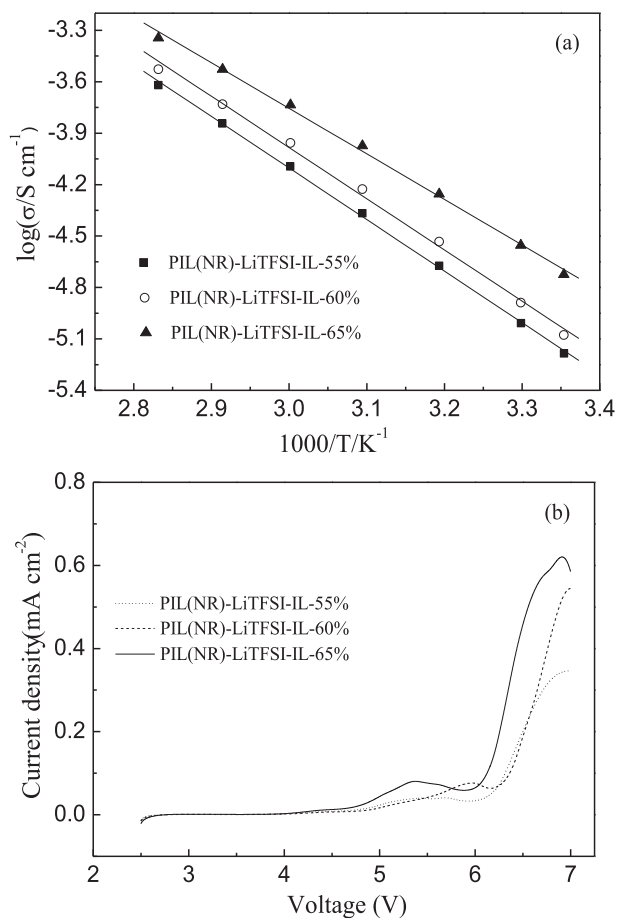 (a)
log(σ/S cm⁻¹)
-3.3
-3.6
-3.9
-4.2
-4.5
-4.8
-5.1
-5.4
PIL(NR)-LiTFSI-IL-55%
PIL(NR)-LiTFSI-IL-60%
PIL(NR)-LiTFSI-IL-65%
2.8 2.9 3.0 3.1 3.2 3.3 3.4
1000/T/K⁻¹
(b)
Current density(mA cm⁻²)
0.8
0.6
0.4
0.2
0.0
PIL(NR)-LiTFSI-IL-55%
PIL(NR)-LiTFSI-IL-60%
PIL(NR)-LiTFSI-IL-65%
2 3 4 5 6 7
Voltage (V)